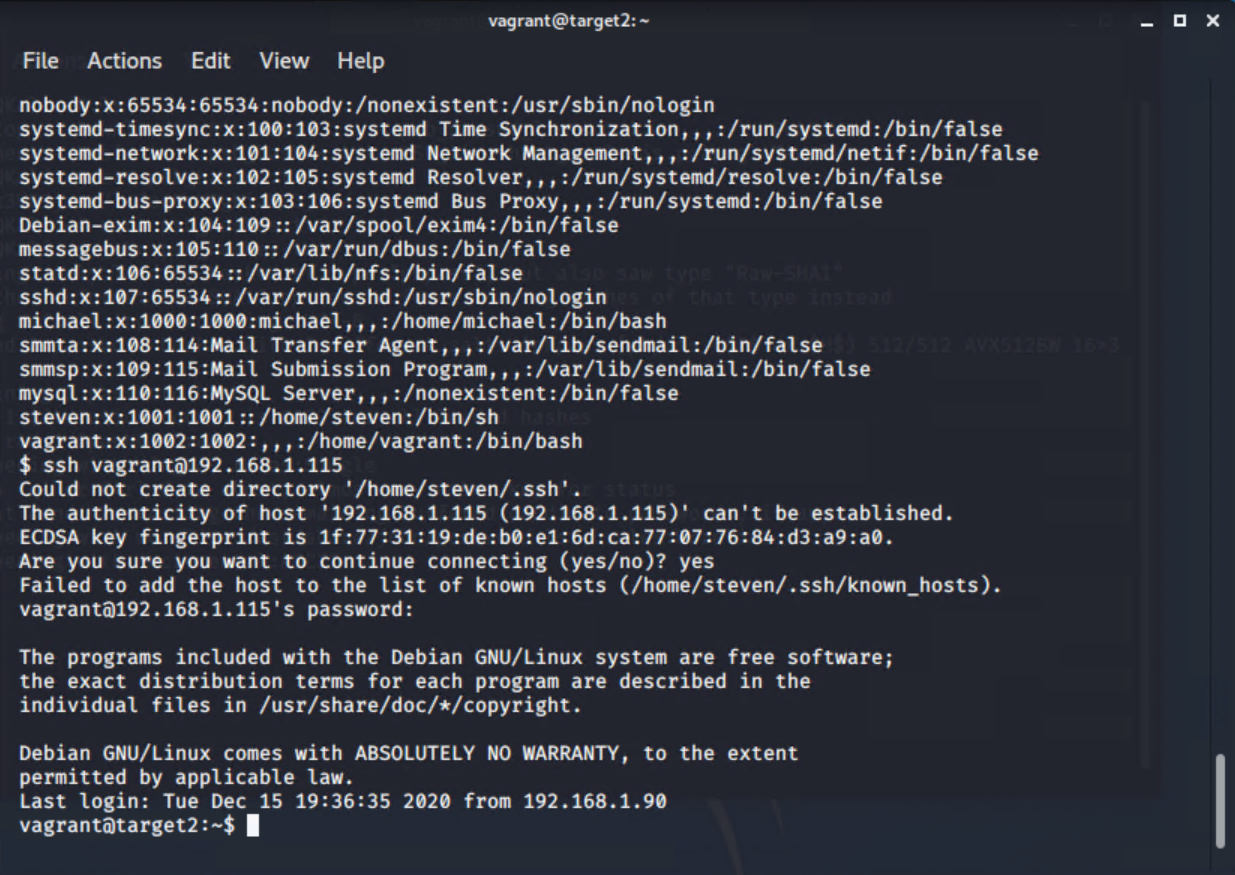 vagrant@target2:~
File Actions Edit View Help
nobody:x:65534:65534:nobody:/nonexistent:/usr/sbin/nologin
systemd-timesync:x:100:103:systemd Time Synchronization,,,:/run/systemd:/bin/false
systemd-network:x:101:104:systemd Network Management,,,:/run/systemd/netif:/bin/false
systemd-resolve:x:102:105:systemd Resolver,,,:/run/systemd/resolve:/bin/false
systemd-bus-proxy:x:103:106:systemd Bus Proxy,,,:/run/systemd:/bin/false
Debian-exim:x:104:109::/var/spool/exim4:/bin/false
messagebus:x:105:110::/var/run/dbus:/bin/false
statd:x:106:65534::/var/lib/nfs:/bin/false
sshd:x:107:65534::/var/run/sshd:/usr/sbin/nologin
michael:x:1000:1000:michael,,,:/home/michael:/bin/bash
smmta:x:108:114:Mail Transfer Agent,,,:/var/lib/sendmail:/bin/false
smmsp:x:109:115:Mail Submission Program,,,:/var/lib/sendmail:/bin/false
mysql:x:110:116:MySQL Server,,,:/nonexistent:/bin/false
steven:x:1001:1001::/home/steven:/bin/sh
vagrant:x:1002:1002:,,,:/home/vagrant:/bin/bash
$ ssh vagrant@192.168.1.115
Could not create directory '/home/steven/.ssh'.
The authenticity of host '192.168.1.115 (192.168.1.115)' can't be established.
ECDSA key fingerprint is 1f:77:31:19:de:b0:e1:6d:ca:77:07:76:84:d3:a9:a0.
Are you sure you want to continue connecting (yes/no)? yes
Failed to add the host to the list of known hosts (/home/steven/.ssh/known_hosts).
vagrant@192.168.1.115's password:
The programs included with the Debian GNU/Linux system are free software;
the exact distribution terms for each program are described in the
individual files in /usr/share/doc/*/copyright.
Debian GNU/Linux comes with ABSOLUTELY NO WARRANTY, to the extent
permitted by applicable law.
Last login: Tue Dec 15 19:36:35 2020 from 192.168.1.90
vagrant@target2:~$